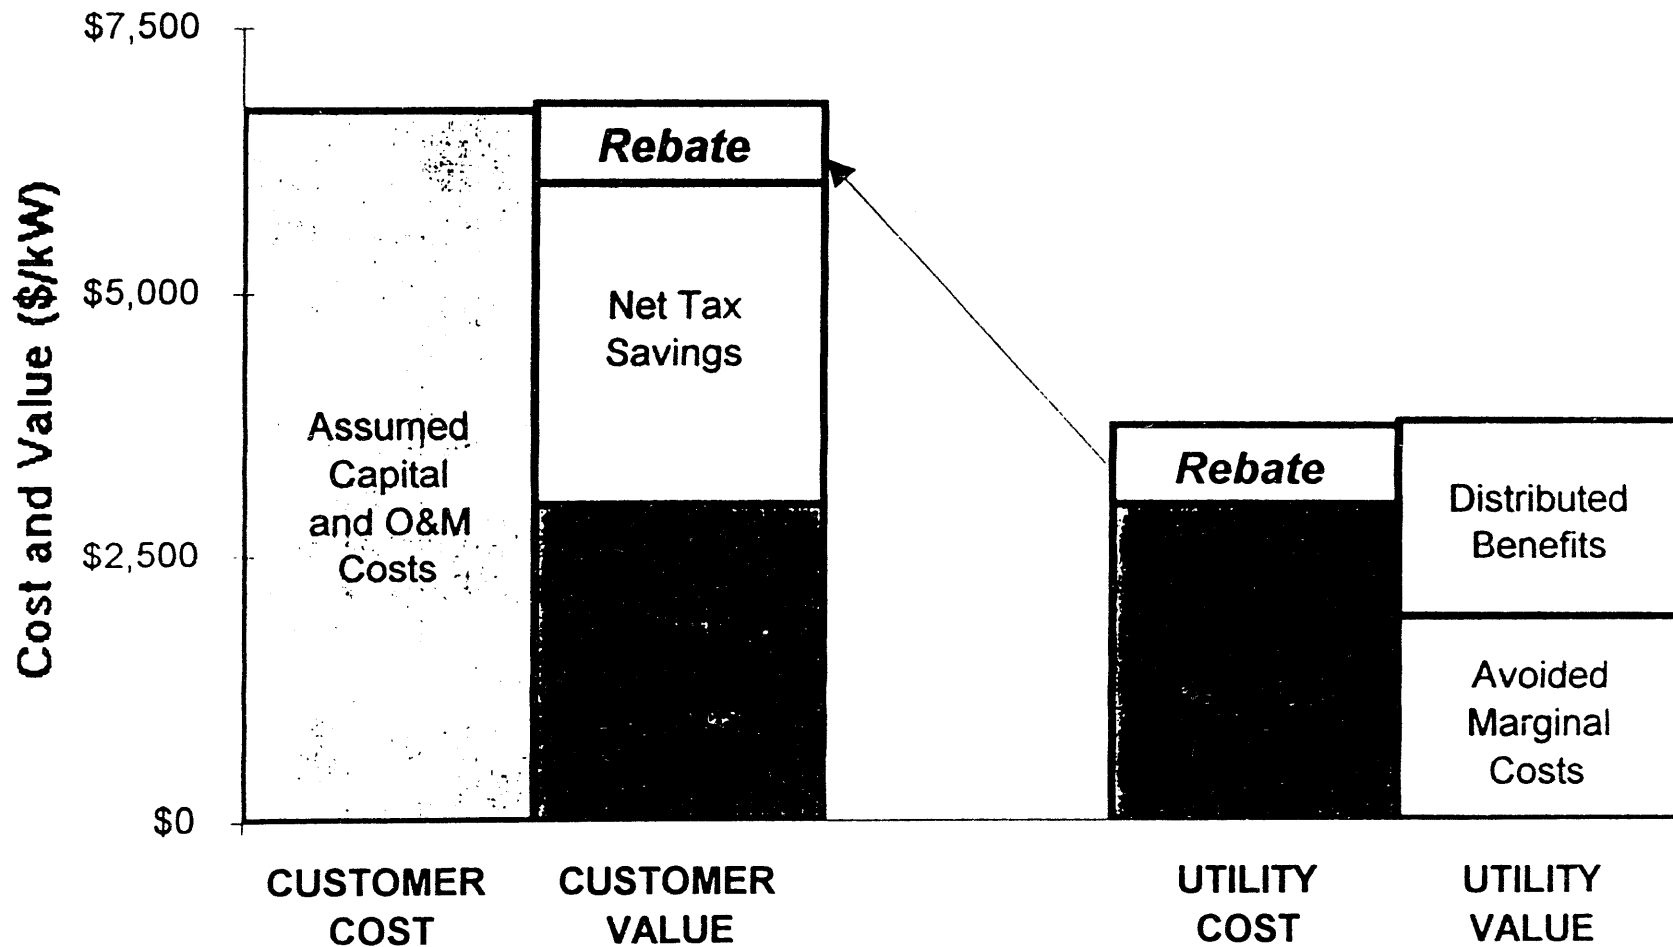 Cost and Value ($/kW)
$7,500
$5,000
$2,500
$0
Assumed
Capital
and O&M
Costs
Rebate
Net Tax
Savings
Rebate
Distributed
Benefits
Avoided
Marginal
Costs
CUSTOMER
COST
CUSTOMER
VALUE
UTILITY
COST
UTILITY
VALUE